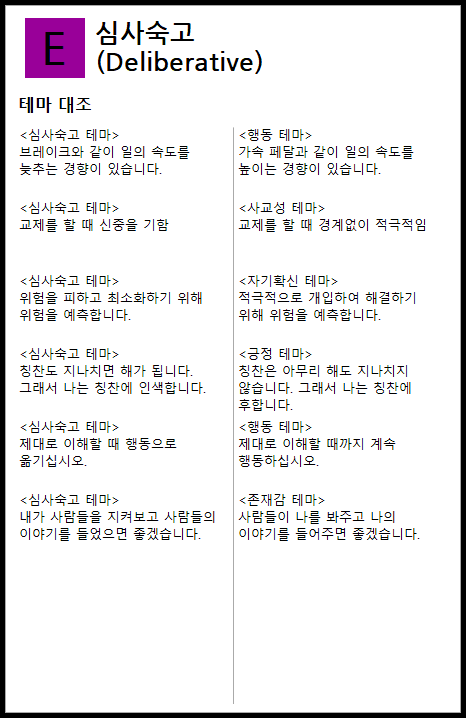 E
심사숙고
(Deliberative)
테마 대조
<심사숙고 테마>
브레이크와 같이 일의 속도를
늦추는 경향이 있습니다.
<행동 테마>
가속 페달과 같이 일의 속도를
높이는 경향이 있습니다.
<심사숙고 테마>
교제를 할 때 신중을 기함
<사교성 테마>
교제를 할 때 경계없이 적극적임
<심사숙고 테마>
위험을 피하고 최소화하기 위해
위험을 예측합니다.
<자기확신 테마>
적극적으로 개입하여 해결하기
위해 위험을 예측합니다.
<심사숙고 테마>
칭찬도 지나치면 해가 됩니다.
그래서 나는 칭찬에 인색합니다.
<긍정 테마>
칭찬은 아무리 해도 지나치지
않습니다. 그래서 나는 칭찬에
후합니다.
<심사숙고 테마>
제대로 이해할 때 행동으로
옮기십시오.
<행동 테마>
제대로 이해할 때까지 계속
행동하십시오.
<심사숙고 테마>
내가 사람들을 지켜보고 사람들의
이야기를 들었으면 좋겠습니다.
<존재감 테마>
사람들이 나를 봐주고 나의
이야기를 들어주면 좋겠습니다.